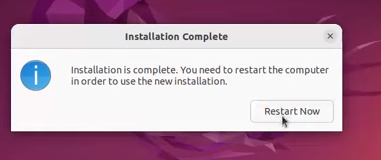 Installation Complete
Installation is complete. You need to restart the computer
in order to use the new installation.
Restart Now